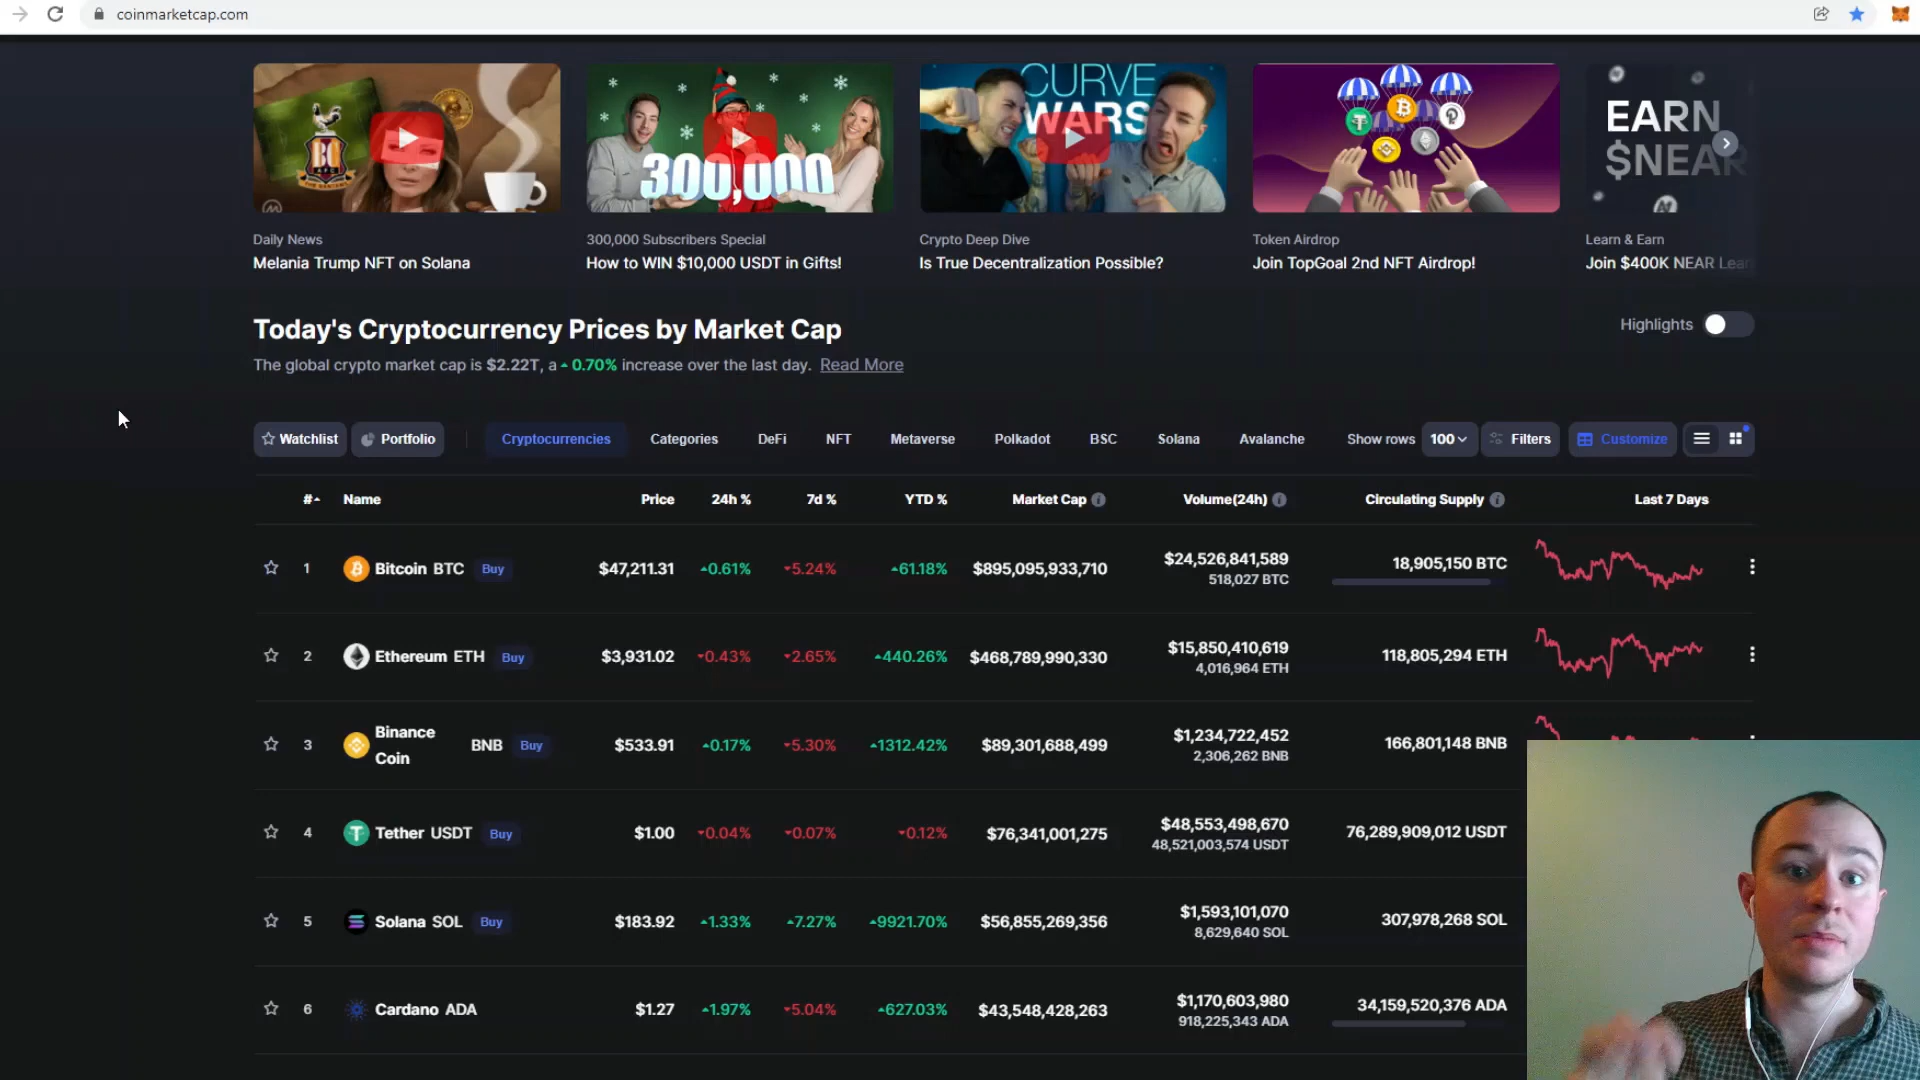 coinmarketcap.com
300,000
CURVE
WARS
EARN
$NEAR
Daily News
Melania Trump NFT on Solana
300,000 Subscribers Special
How to WIN $10,000 USDT in Gifts!
Crypto Deep Dive
Is True Decentralization Possible?
Token Airdrop
Join TopGoal 2nd NFT Airdrop!
Learn & Earn
Join $400K NEAR Lear
Today's Cryptocurrency Prices by Market Cap
Highlights
The global crypto market cap is $2.22T, a 0.70% increase over the last day. Read More
Watchlist Portfolio Cryptocurrencies Categories DeFi NFT Metaverse Polkadot BSC Solana Avalanche Show rows 100 Filters Customize
# Name Price 24h % 7d % YTD % Market Cap Volume(24h) Circulating Supply Last 7 Days
1 Bitcoin BTC Buy $47,211.31 0.61% 5.24% 61.18% $895,095,933,710 $24,526,841,589 18,905,150 BTC
518,027 BTC
2 Ethereum ETH Buy $3,931.02 0.43% 2.65% 440.26% $468,789,990,330 $15,850,410,619 118,805,294 ETH
4,016,964 ETH
3 Binance Coin BNB Buy $533.91 0.17% 5.30% 1312.42% $89,301,688,499 $1,234,722,452 166,801,148 BNB
2,306,262 BNB
4 Tether USDT Buy $1.00 0.04% 0.07% 0.12% $76,341,001,275 $48,553,498,670 76,289,909,012 USDT
48,521,003,574 USDT
5 Solana SOL Buy $183.92 1.33% 7.27% 9921.70% $56,855,269,356 $1,593,101,070 307,978,268 SOL
8,629,640 SOL
6 Cardano ADA $1.27 1.97% 5.04% 627.03% $43,548,428,263 $1,170,603,980 34,159,520,376 ADA
918,225,343 ADA